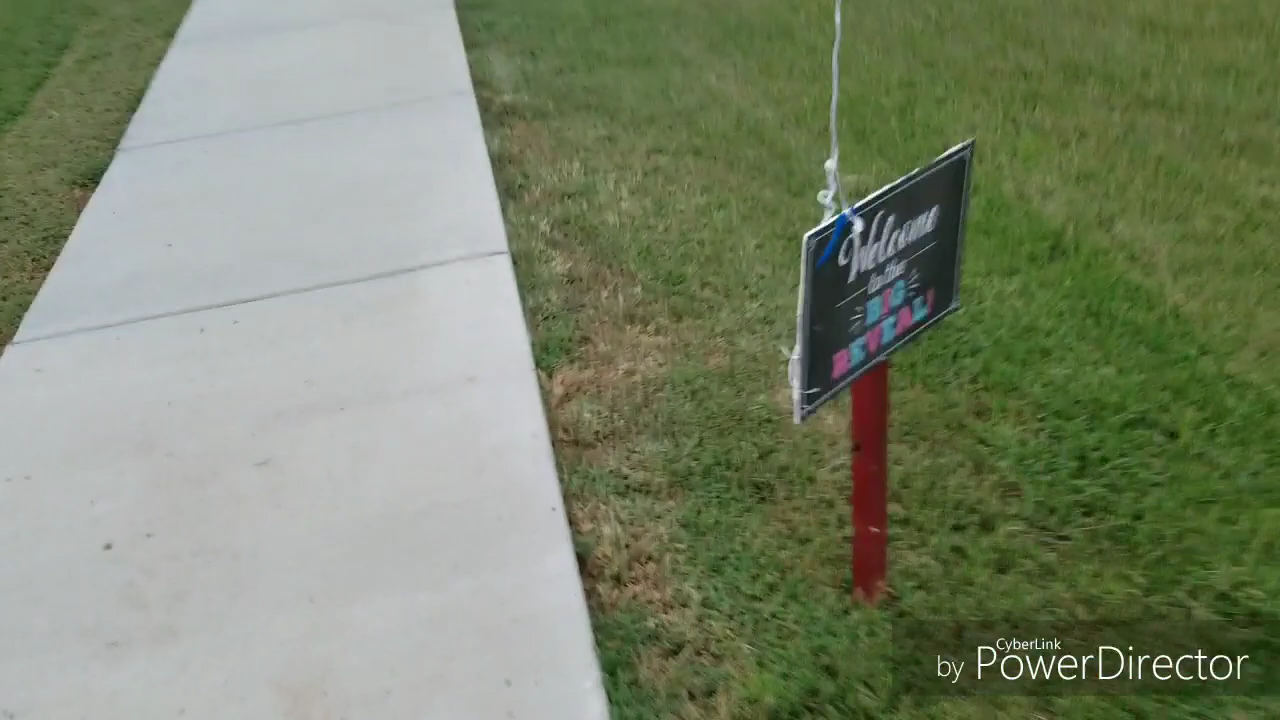 Welcome
to the
BIG
REVEAL!
CyberLink
by PowerDirector